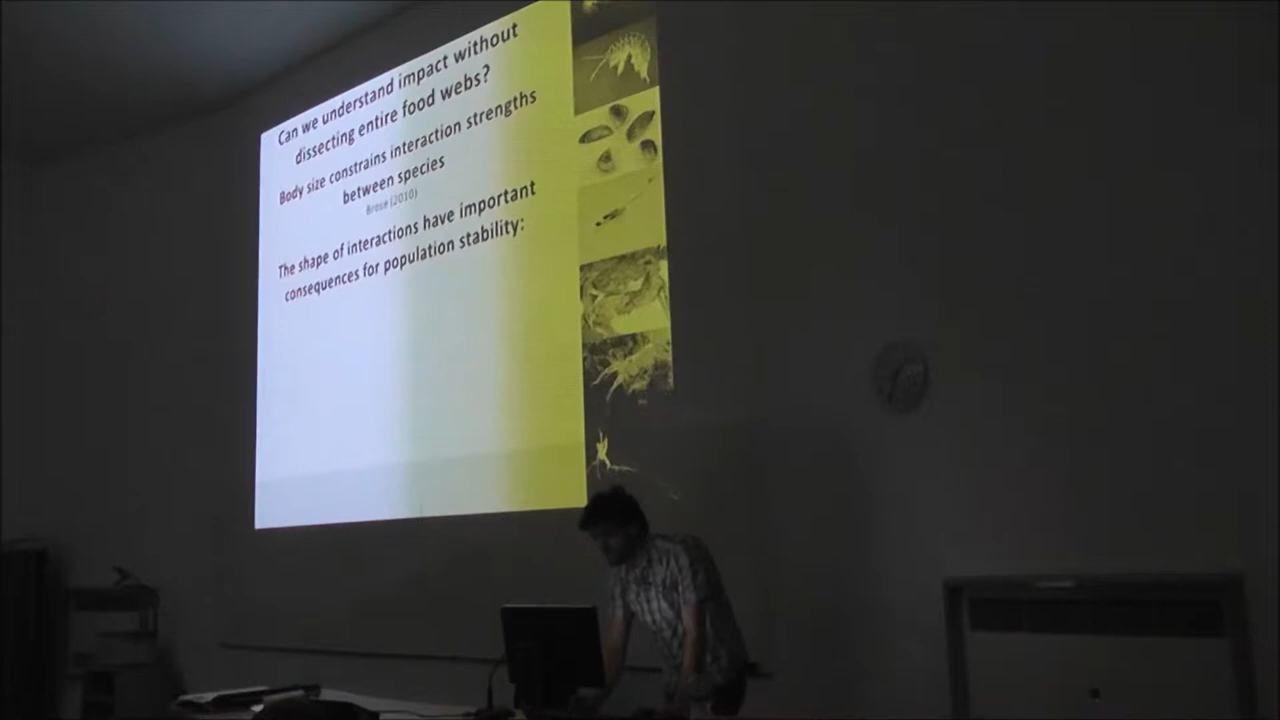 Can we understand impact without
dissecting entire food webs?
Body size constrains interaction strengths
between species
Brose (2010)
The shape of interactions have important
consequences for population stability: